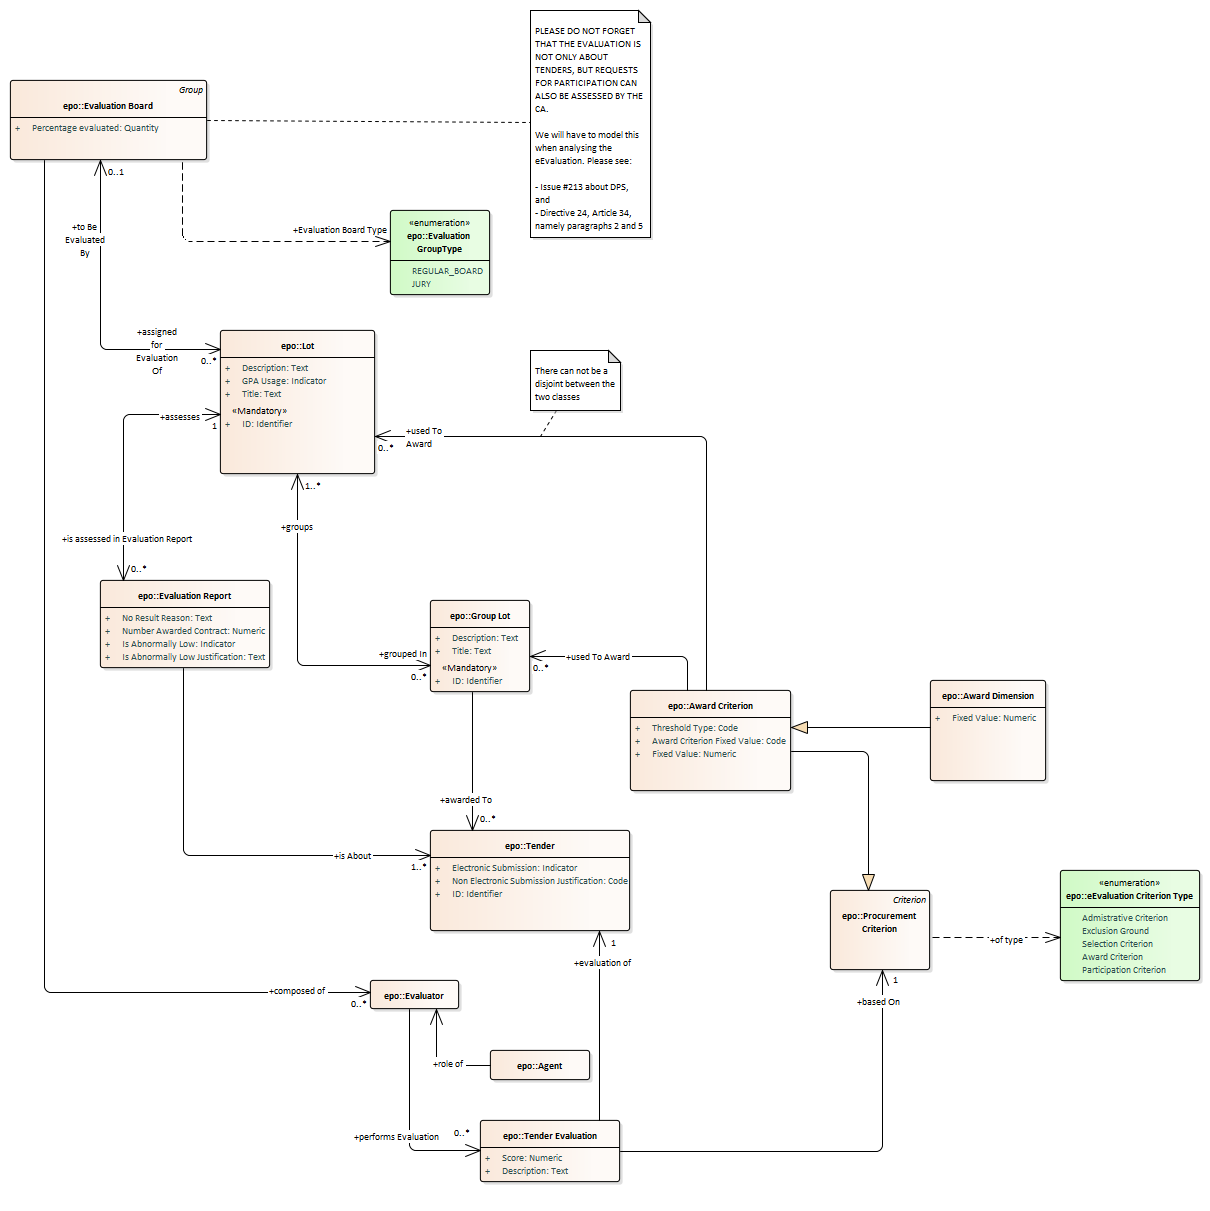 PLEASE DO NOT FORGET
THAT THE EVALUATION IS
NOT ONLY ABOUT
TENDERS, BUT REQUESTS
FOR PARTICIPATION CAN
ALSO BE ASSESSED BY THE
CA.
We will have to model this
when analysing the
eEvaluation. Please see:
- Issue #213 about DPS,
and
- Directive 24, Article 34,
namely paragraphs 2 and 5
Group
epo::Evaluation Board
+ Percentage evaluated: Quantity
0..1
+to Be
Evaluated
By
+Evaluation Board Type
«enumeration»
epo::Evaluation
GroupType
REGULAR_BOARD
JURY
+assigned
for
Evaluation
Of
0..*
epo::Lot
+ Description: Text
+ GPA Usage: Indicator
+ Title: Text
«Mandatory»
+ ID: Identifier
There can not be a
disjoint between the
two classes
+assesses
1
+used To
Award
0..*
1..*
+groups
+is assessed in Evaluation Report
0..*
epo::Evaluation Report
+ No Result Reason: Text
+ Number Awarded Contract: Numeric
+ Is Abnormally Low: Indicator
+ Is Abnormally Low Justification: Text
+grouped In
0..*
epo::Group Lot
+ Description: Text
+ Title: Text
«Mandatory»
+ ID: Identifier
+used To Award
0..*
epo::Award Criterion
+ Threshold Type: Code
+ Award Criterion Fixed Value: Code
+ Fixed Value: Numeric
epo::Award Dimension
+ Fixed Value: Numeric
+awarded To
0..*
+is About
1..*
epo::Tender
+ Electronic Submission: Indicator
+ Non Electronic Submission Justification: Code
+ ID: Identifier
1
+evaluation of
Criterion
epo::Procurement
Criterion
+of type
«enumeration»
epo::eEvaluation Criterion Type
Admistrative Criterion
Exclusion Ground
Selection Criterion
Award Criterion
Participation Criterion
1
+based On
+composed of
0..*
epo::Evaluator
+role of
epo::Agent
+performs Evaluation
0..*
epo::Tender Evaluation
+ Score: Numeric
+ Description: Text